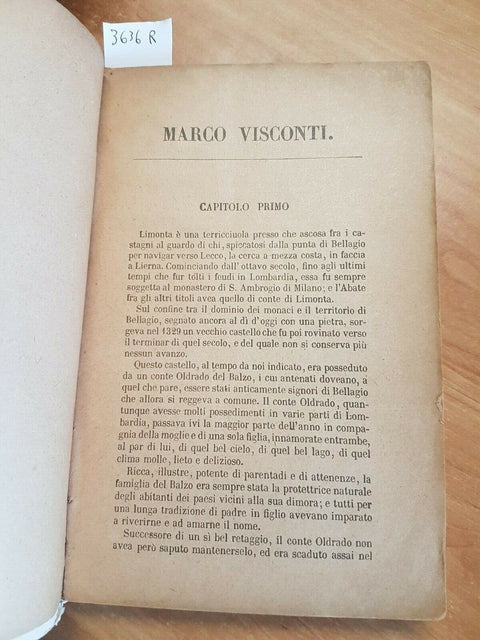 3636 R
MARCO VISCONTI.
CAPITOLO PRIMO
Limonta è una terricciuola presso che ascosa fra i ca-
stagni al guardo di chi, spiccatosi dalla punta di Bellagio
per navigar verso Lecco, la cerca a mezza costa, in faccia
a Lierna. Cominciando dall'ottavo secolo, fino agli ultimi
tempi che fur tolti i feudi in Lombardia, essa fu sempre
soggetta al monastero di S. Ambrogio di Milano; e l'Abate
fra gli altri titoli avea quello di conte di Limonta.
Sul confine tra il dominio dei monaci e il territorio di
Bellagio, segnato ancora al dì d'oggi con una pietra, sor-
geva nel 1329 un vecchio castello che fu poi rovinato verso
il terminar di quel secolo, e del quale non si conserva più
nessun avanzo.
Questo castello, al tempo da noi indicato, era posseduto
da un conte Oldrado del Balzo, i cui antenati doveano, a
quel che pare, essere stati anticamente signori di Bellagio
che allora si reggeva a comune. Il conte Oldrado, quan-
tunque avesse molti possedimenti in varie parti di Lom-
bardia, passava ivi la maggior parte dell'anno in compa-
gnia della moglie e di una sola figlia, innamorate entrambe,
al par di lui, di quel bel cielo, di quel bel lago, di quel
clima molle, lieto e delizioso.
Ricca, illustre, potente di parentadi e di attenenze, la
famiglia del Balzo era sempre stata la protettrice naturale
degli abitanti dei paesi vicini alla sua dimora; e tutti per
una lunga tradizione di padre in figlio avevano imparato
a riverirne e ad amarne il nome.
Successore di un sì bel retaggio, il conte Oldrado non
avea però saputo mantenerselo, ed era scaduto assai nel